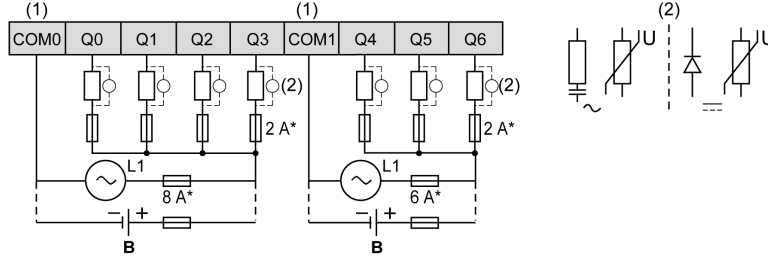 (1) (1) (2)
COM0 Q0 Q1 Q2 Q3 COM1 Q4 Q5 Q6
U U
(2) (2)
2 A* 2 A*
L1 L1
8 A* 6 A*
− + − +
B B